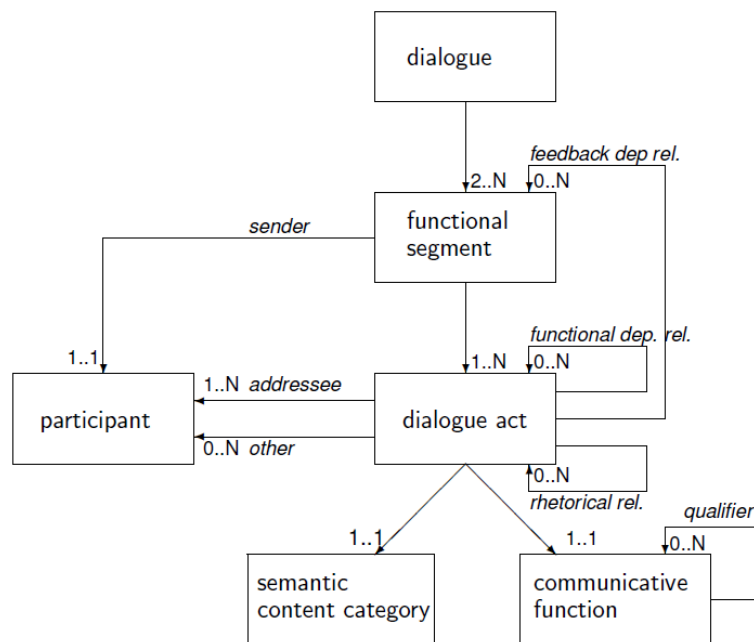 dialogue
feedback dep rel.
2..N
0..N
functional
segment
sender
functional dep. rel.
1..1
1..N
0..N
1..N addressee
participant
dialogue act
0..N other
0..N
rhetorical rel.
qualifier
1..1
1..1
0..N
semantic
content category
communicative
function